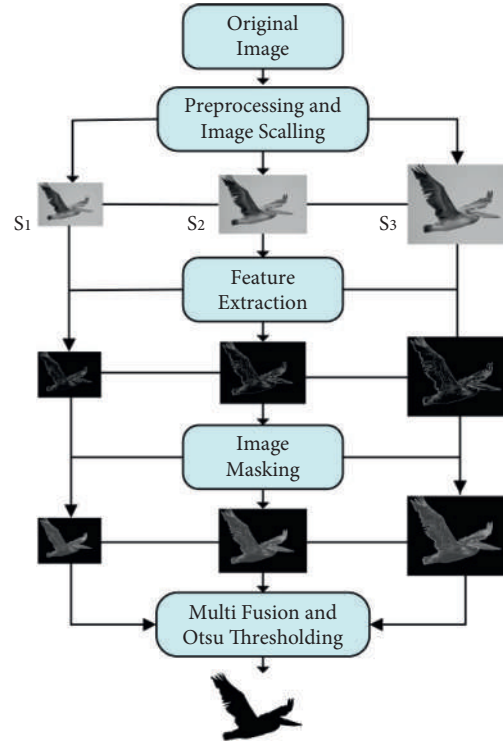 Original
Image
Preprocessing and
Image Scalling
S1
S2
S3
Feature
Extraction
Image
Masking
Multi Fusion and
Otsu Thresholding